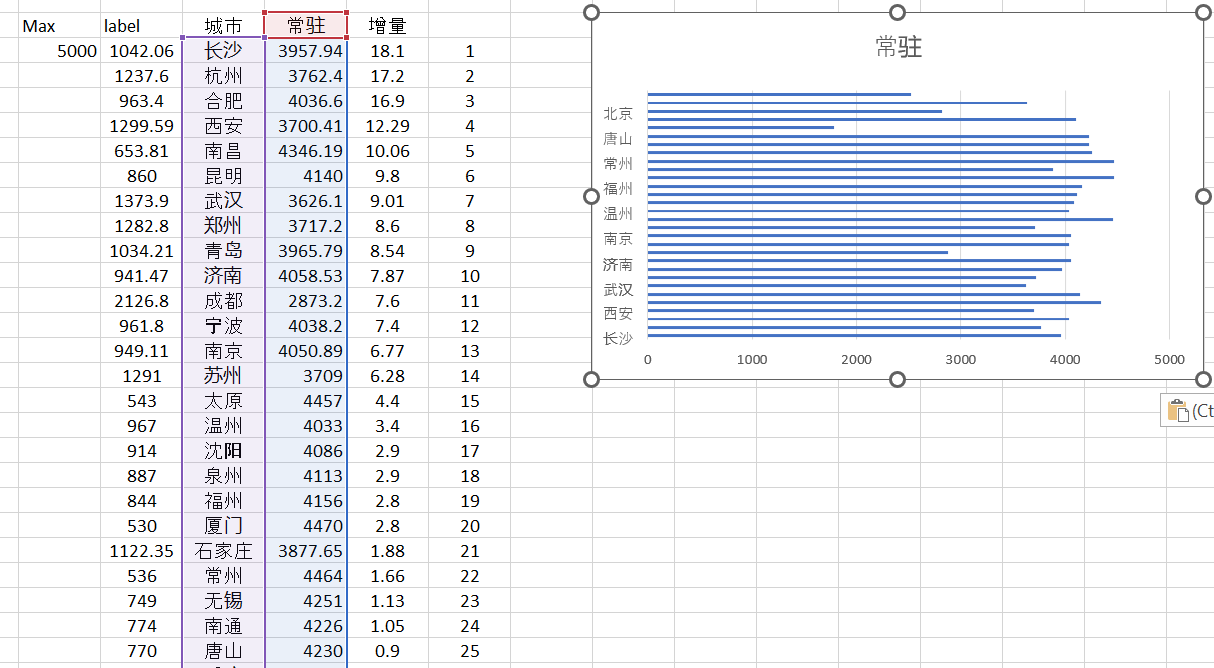 Max label 城市 常驻 增量
5000 1042.06 长沙 3957.94 18.1 1
1237.6 杭州 3762.4 17.2 2
963.4 合肥 4036.6 16.9 3
1299.59 西安 3700.41 12.29 4
653.81 南昌 4346.19 10.06 5
860 昆明 4140 9.8 6
1373.9 武汉 3626.1 9.01 7
1282.8 郑州 3717.2 8.6 8
1034.21 青岛 3965.79 8.54 9
941.47 济南 4058.53 7.87 10
2126.8 成都 2873.2 7.6 11
961.8 宁波 4038.2 7.4 12
949.11 南京 4050.89 6.77 13
1291 苏州 3709 6.28 14
543 太原 4457 4.4 15
967 温州 4033 3.4 16
914 沈阳 4086 2.9 17
887 泉州 4113 2.9 18
844 福州 4156 2.8 19
530 厦门 4470 2.8 20
1122.35 石家庄 3877.65 1.88 21
536 常州 4464 1.66 22
749 无锡 4251 1.13 23
774 南通 4226 1.05 24
770 唐山 4230 0.9 25
常驻
北京
唐山
常州
福州
温州
南京
济南
武汉
西安
长沙
0 1000 2000 3000 4000 5000
(Ct